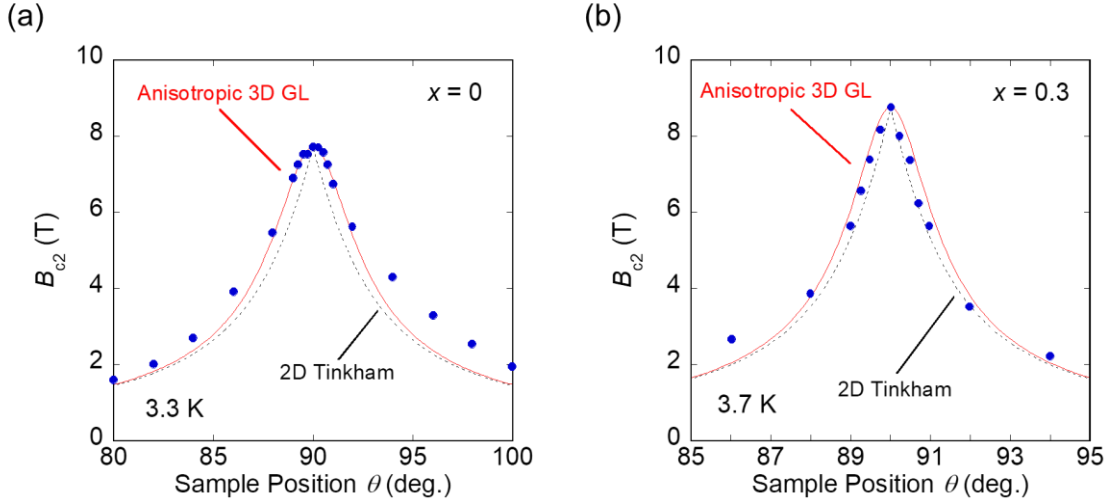 (a)
10
8
6
4
2
0
B_c2 (T)
Anisotropic 3D GL
x = 0
2D Tinkham
3.3 K
80 85 90 95 100
Sample Position θ (deg.)
(b)
10
8
6
4
2
0
B_c2 (T)
Anisotropic 3D GL
x = 0.3
2D Tinkham
3.7 K
85 87 89 91 93 95
Sample Position θ (deg.)